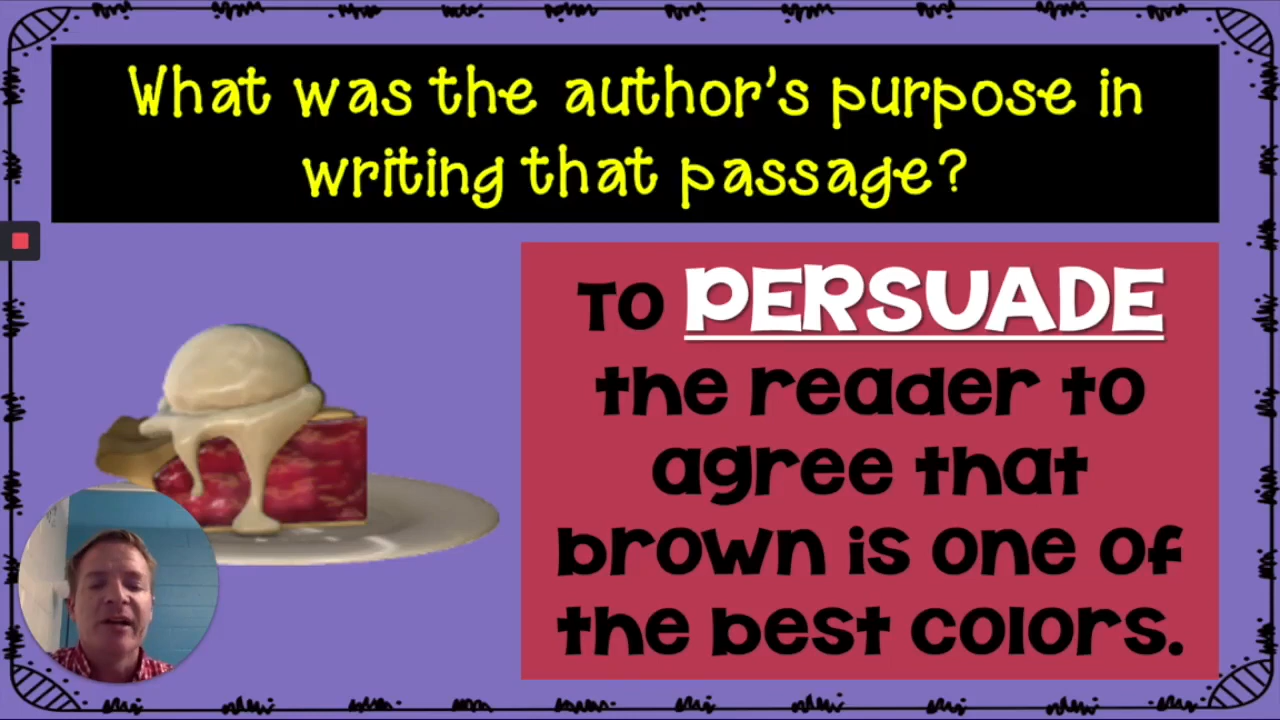 What was the author's purpose in
writing that passage?
TO PERSUADE
the reader to
agree that
brown is one of
the best colors.